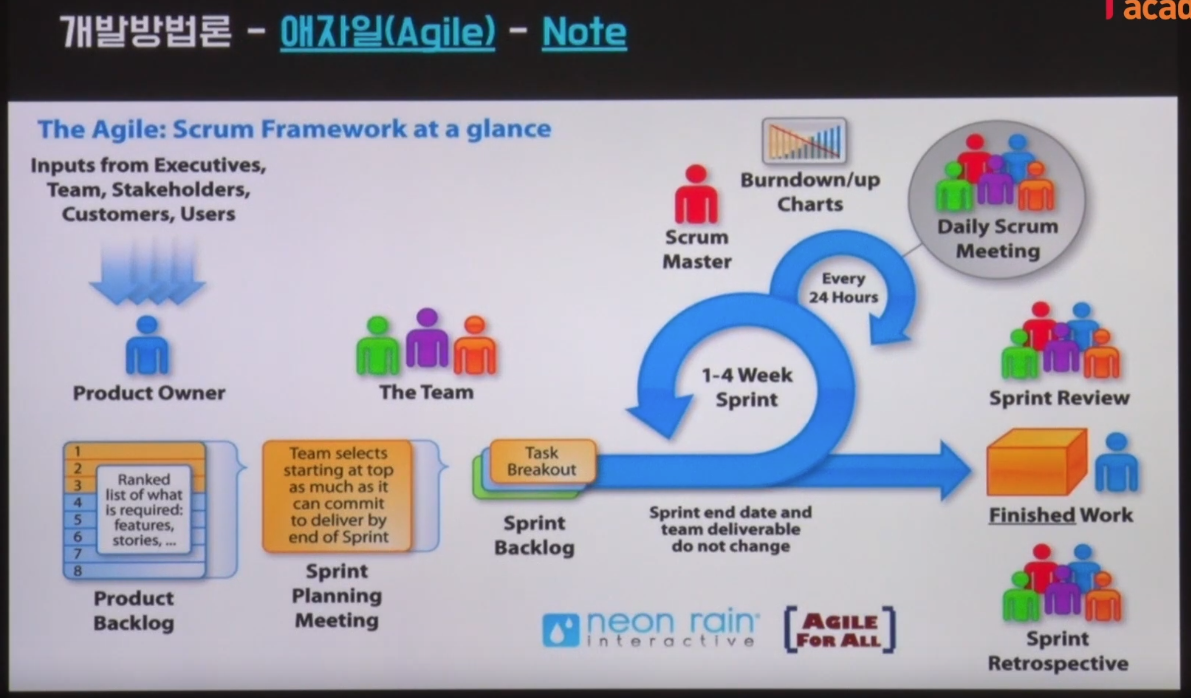 acad
개발방법론 - 애자일(Agile) - Note
The Agile: Scrum Framework at a glance
Inputs from Executives,
Team, Stakeholders,
Customers, Users
Product Owner
The Team
Scrum
Master
Burndown/up
Charts
Daily Scrum
Meeting
Every
24 Hours
1-4 Week
Sprint
Sprint Review
1
2
3
4
5
6
7
8
Ranked
list of what
is required:
features,
stories, ...
Product
Backlog
Team selects
starting at top
as much as it
can commit
to deliver by
end of Sprint
Sprint
Planning
Meeting
Task
Breakout
Sprint
Backlog
Sprint end date and
team deliverable
do not change
Finished Work
Sprint
Retrospective
neon rain
interactive
AGILE
FOR ALL